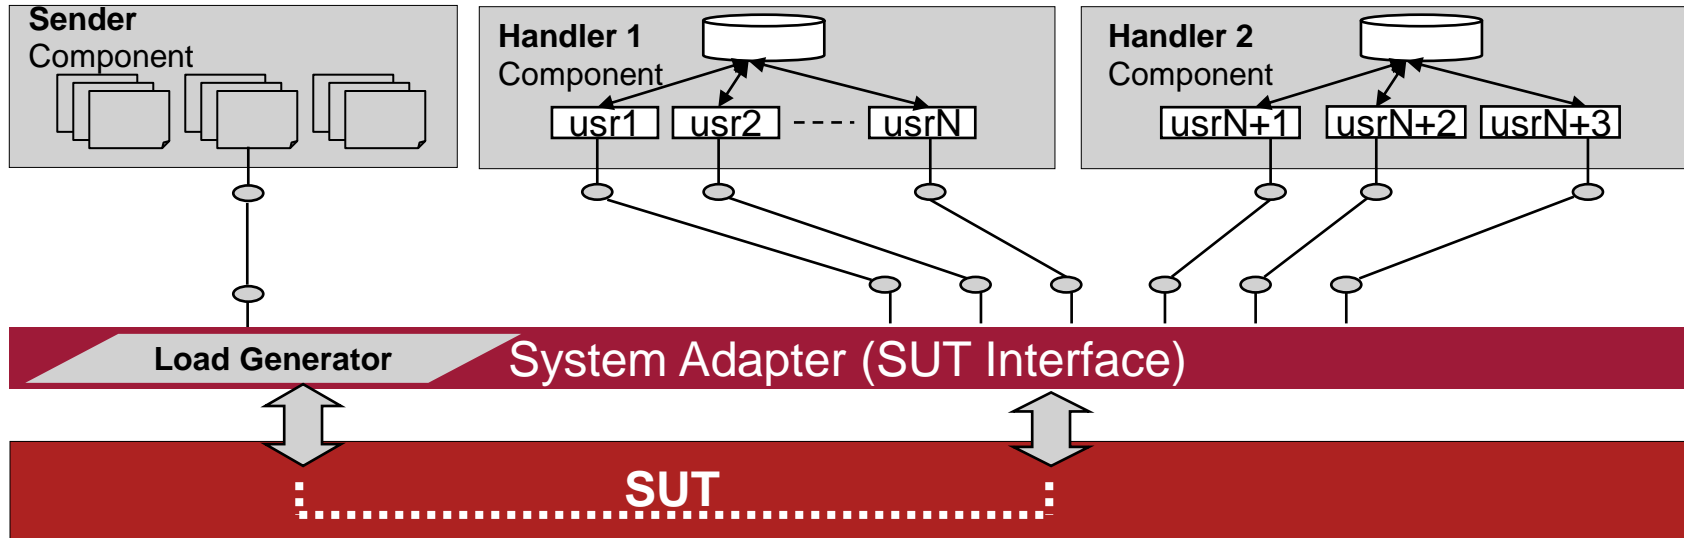 Sender
Component
Handler 1
Component
usr1
usr2
usrN
Handler 2
Component
usrN+1
usrN+2
usrN+3
Load Generator
System Adapter (SUT Interface)
SUT